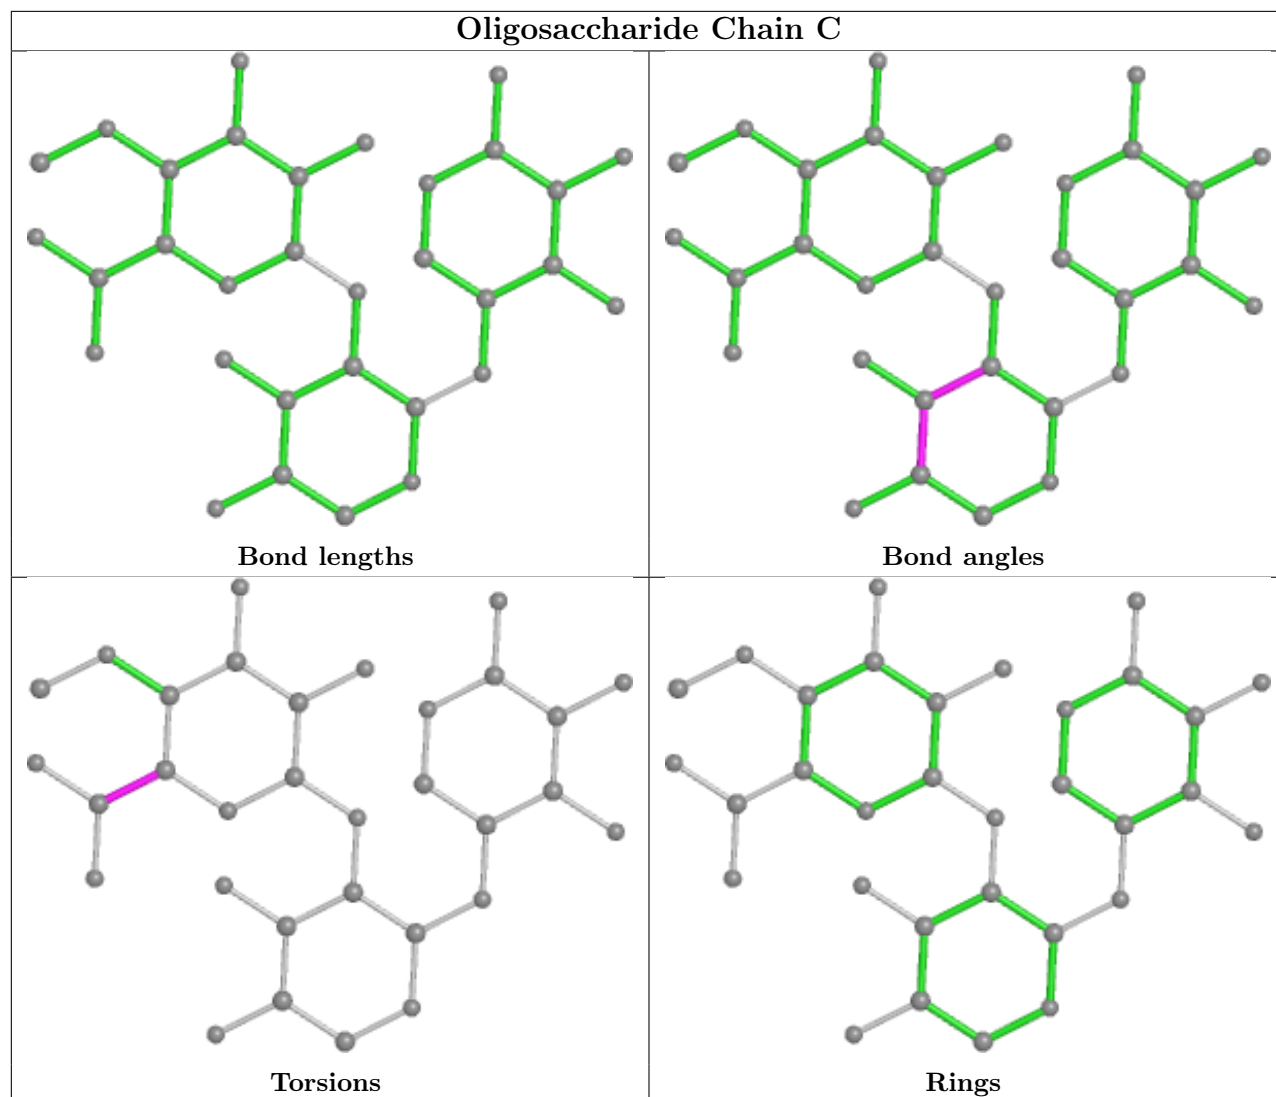 Oligosaccharide Chain C
Bond lengths
Bond angles
Torsions
Rings